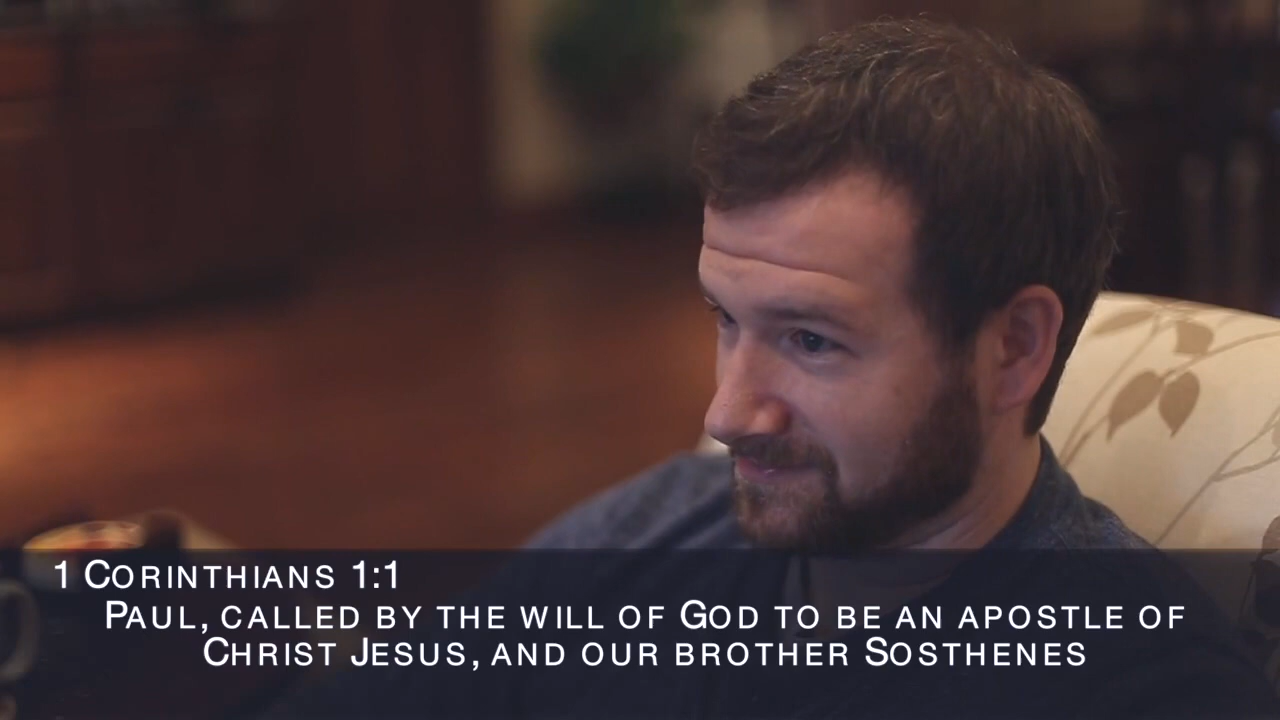 1 Corinthians 1:1
Paul, called by the will of God to be an apostle of
Christ Jesus, and our brother Sosthenes